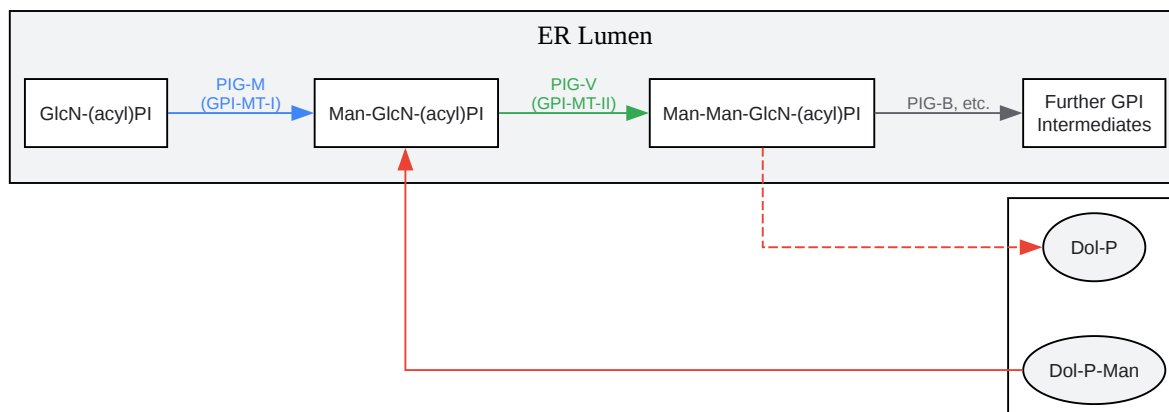 ER Lumen
GlcN-(acyl)PI
PIG-M
(GPI-MT-I)
Man-GlcN-(acyl)PI
PIG-V
(GPI-MT-II)
Man-Man-GlcN-(acyl)PI
PIG-B, etc.
Further GPI
Intermediates
Dol-P
Dol-P-Man